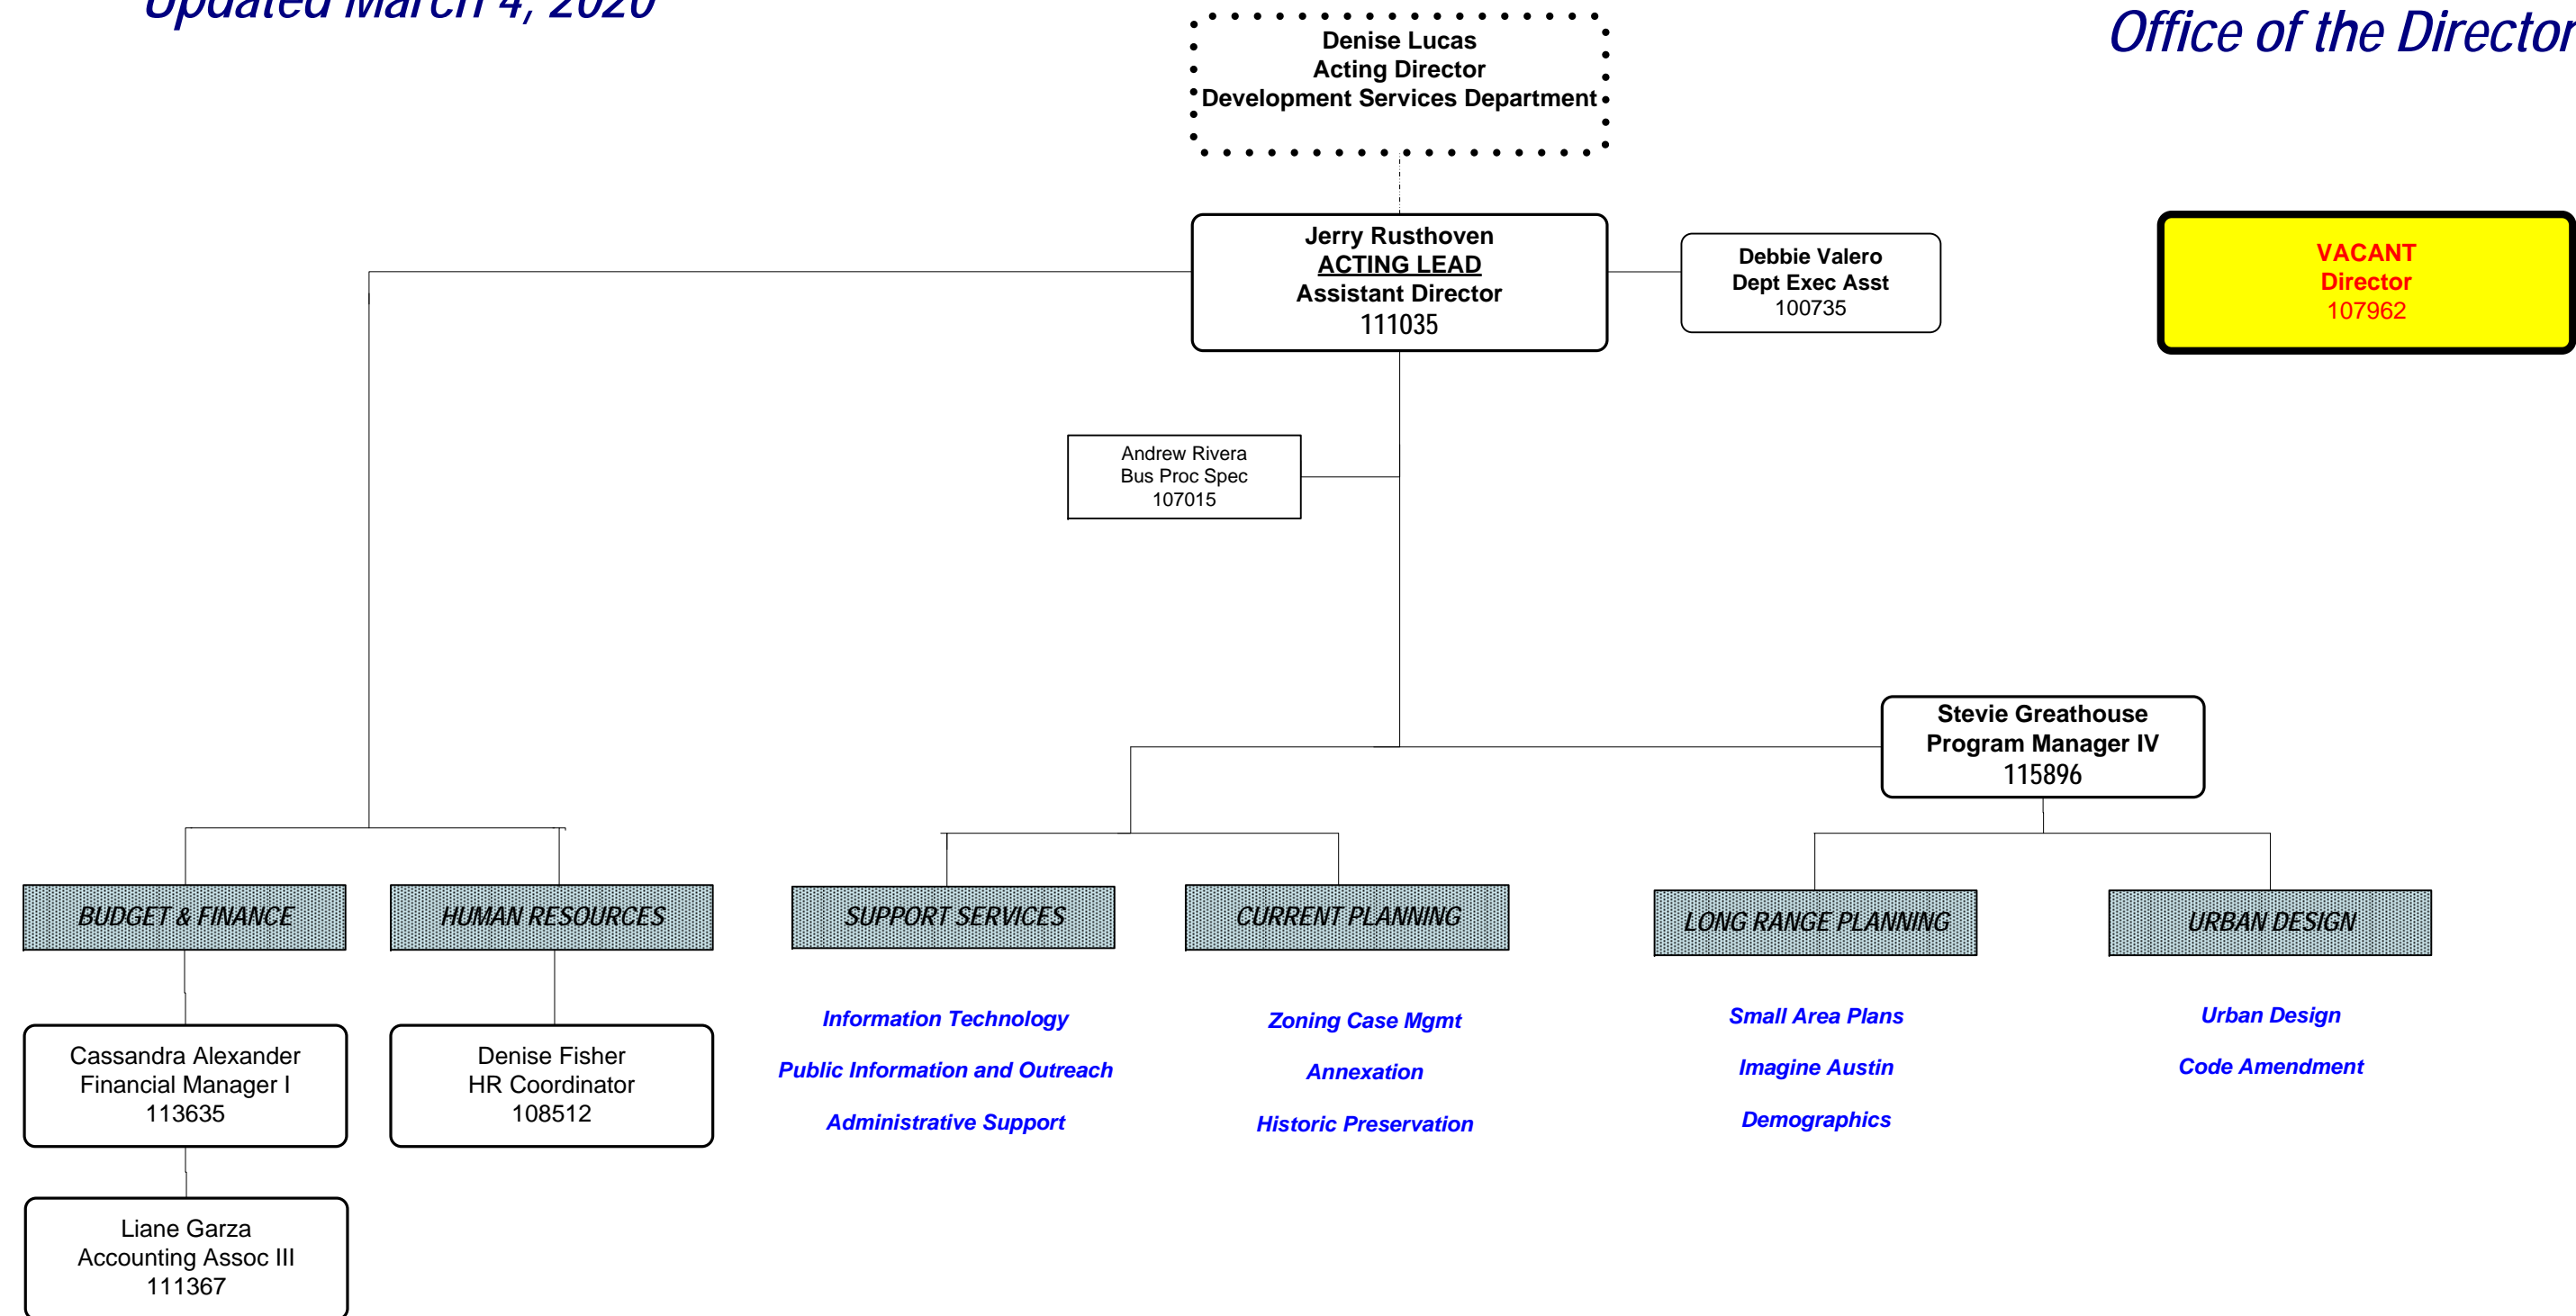 Updated March 4, 2020
Office of the Director
Denise Lucas
Acting Director
Development Services Department
Jerry Rusthoven
ACTING LEAD
Assistant Director
111035
Debbie Valero
Dept Exec Asst
100735
VACANT
Director
107962
Andrew Rivera
Bus Proc Spec
107015
Stevie Greathouse
Program Manager IV
115896
BUDGET & FINANCE
HUMAN RESOURCES
SUPPORT SERVICES
CURRENT PLANNING
LONG RANGE PLANNING
URBAN DESIGN
Cassandra Alexander
Financial Manager I
113635
Denise Fisher
HR Coordinator
108512
Information Technology
Public Information and Outreach
Administrative Support
Zoning Case Mgmt
Annexation
Historic Preservation
Small Area Plans
Imagine Austin
Demographics
Urban Design
Code Amendment
Liane Garza
Accounting Assoc III
111367